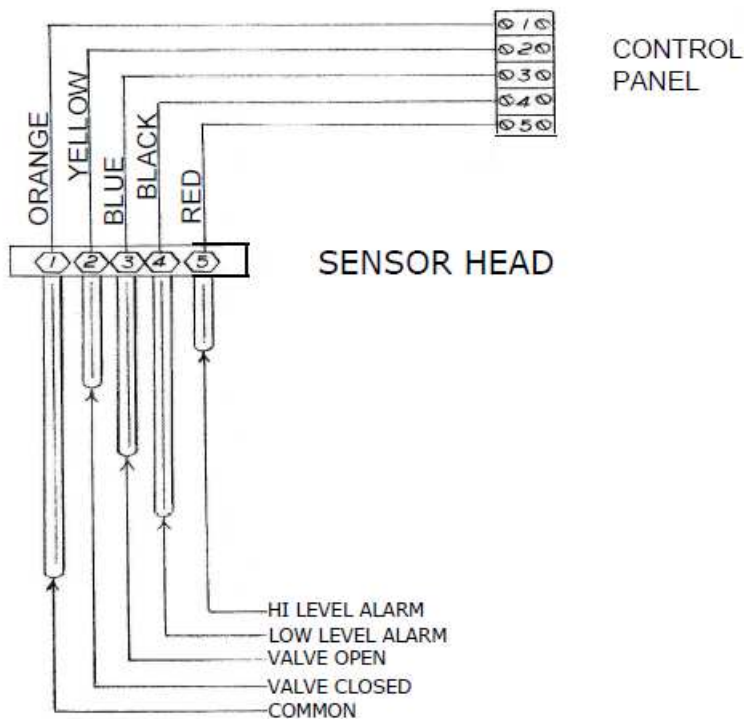 1
2
3
4
5
CONTROL
PANEL
ORANGE
YELLOW
BLUE
BLACK
RED
1
2
3
4
5
SENSOR HEAD
HI LEVEL ALARM
LOW LEVEL ALARM
VALVE OPEN
VALVE CLOSED
COMMON